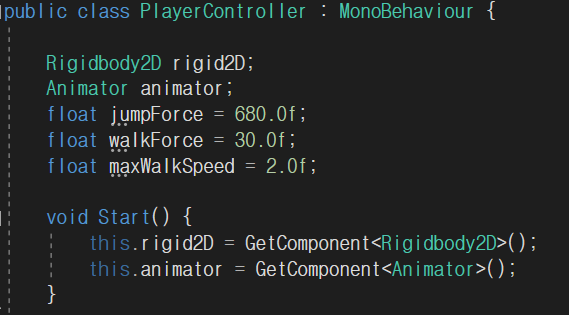 public class PlayerController : MonoBehaviour {
Rigidbody2D rigid2D;
Animator animator;
float jumpForce = 680.0f;
float walkForce = 30.0f;
float maxWalkSpeed = 2.0f;
void Start() {
this.rigid2D = GetComponent<Rigidbody2D>();
this.animator = GetComponent<Animator>();
}